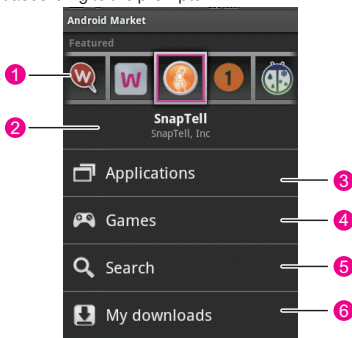 Android Market
Featured
1
W
w
1
2
SnapTell
SnapTell, Inc
Applications
3
Games
4
Search
5
My downloads
6